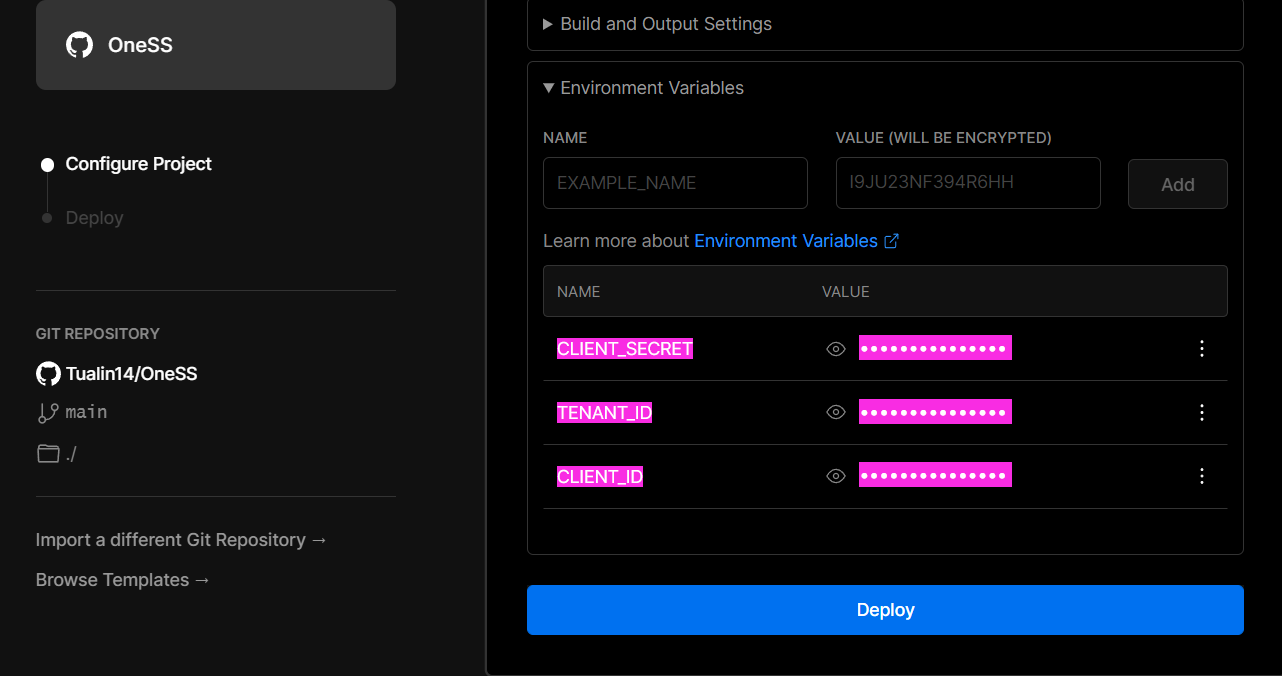 OneSS
Configure Project
Deploy
GIT REPOSITORY
Tualin14/OneSS
main
./
Import a different Git Repository →
Browse Templates →
Build and Output Settings
Environment Variables
NAME VALUE (WILL BE ENCRYPTED)
EXAMPLE_NAME I9JU23NF394R6HH Add
Learn more about Environment Variables
NAME VALUE
CLIENT_SECRET •••••••••••••••
TENANT_ID •••••••••••••••
CLIENT_ID •••••••••••••••
Deploy